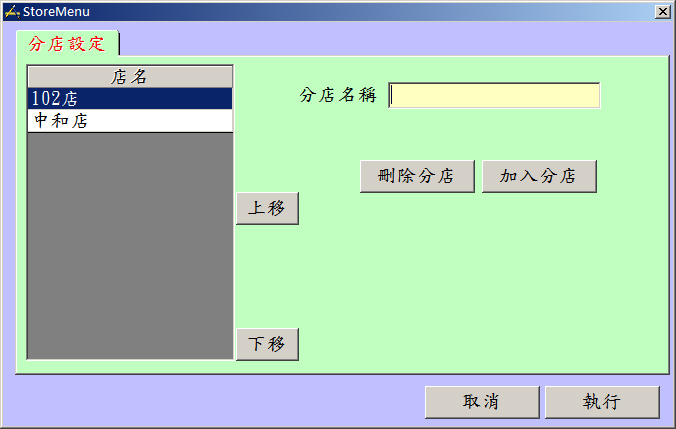 StoreMenu
分店設定
店名
102店
中和店
分店名稱
刪除分店
加入分店
上移
下移
取消
執行